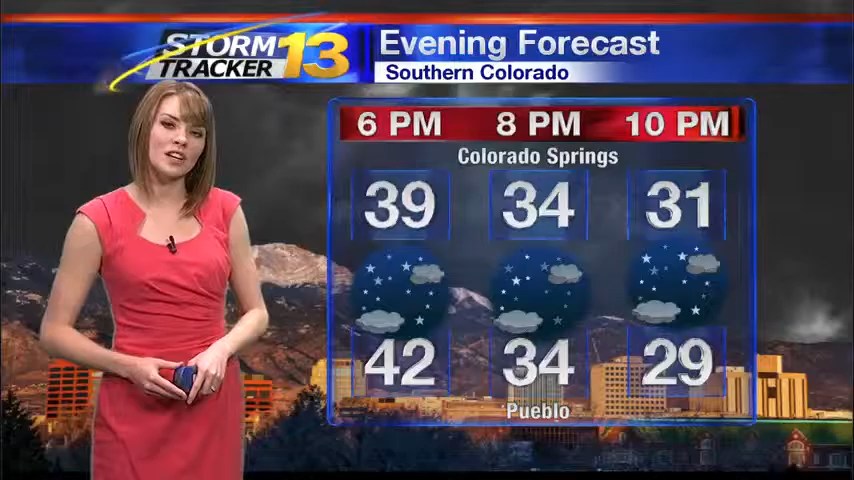 STORM
TRACKER 13
Evening Forecast
Southern Colorado
6 PM 8 PM 10 PM
Colorado Springs
39 34 31
42 34 29
Pueblo